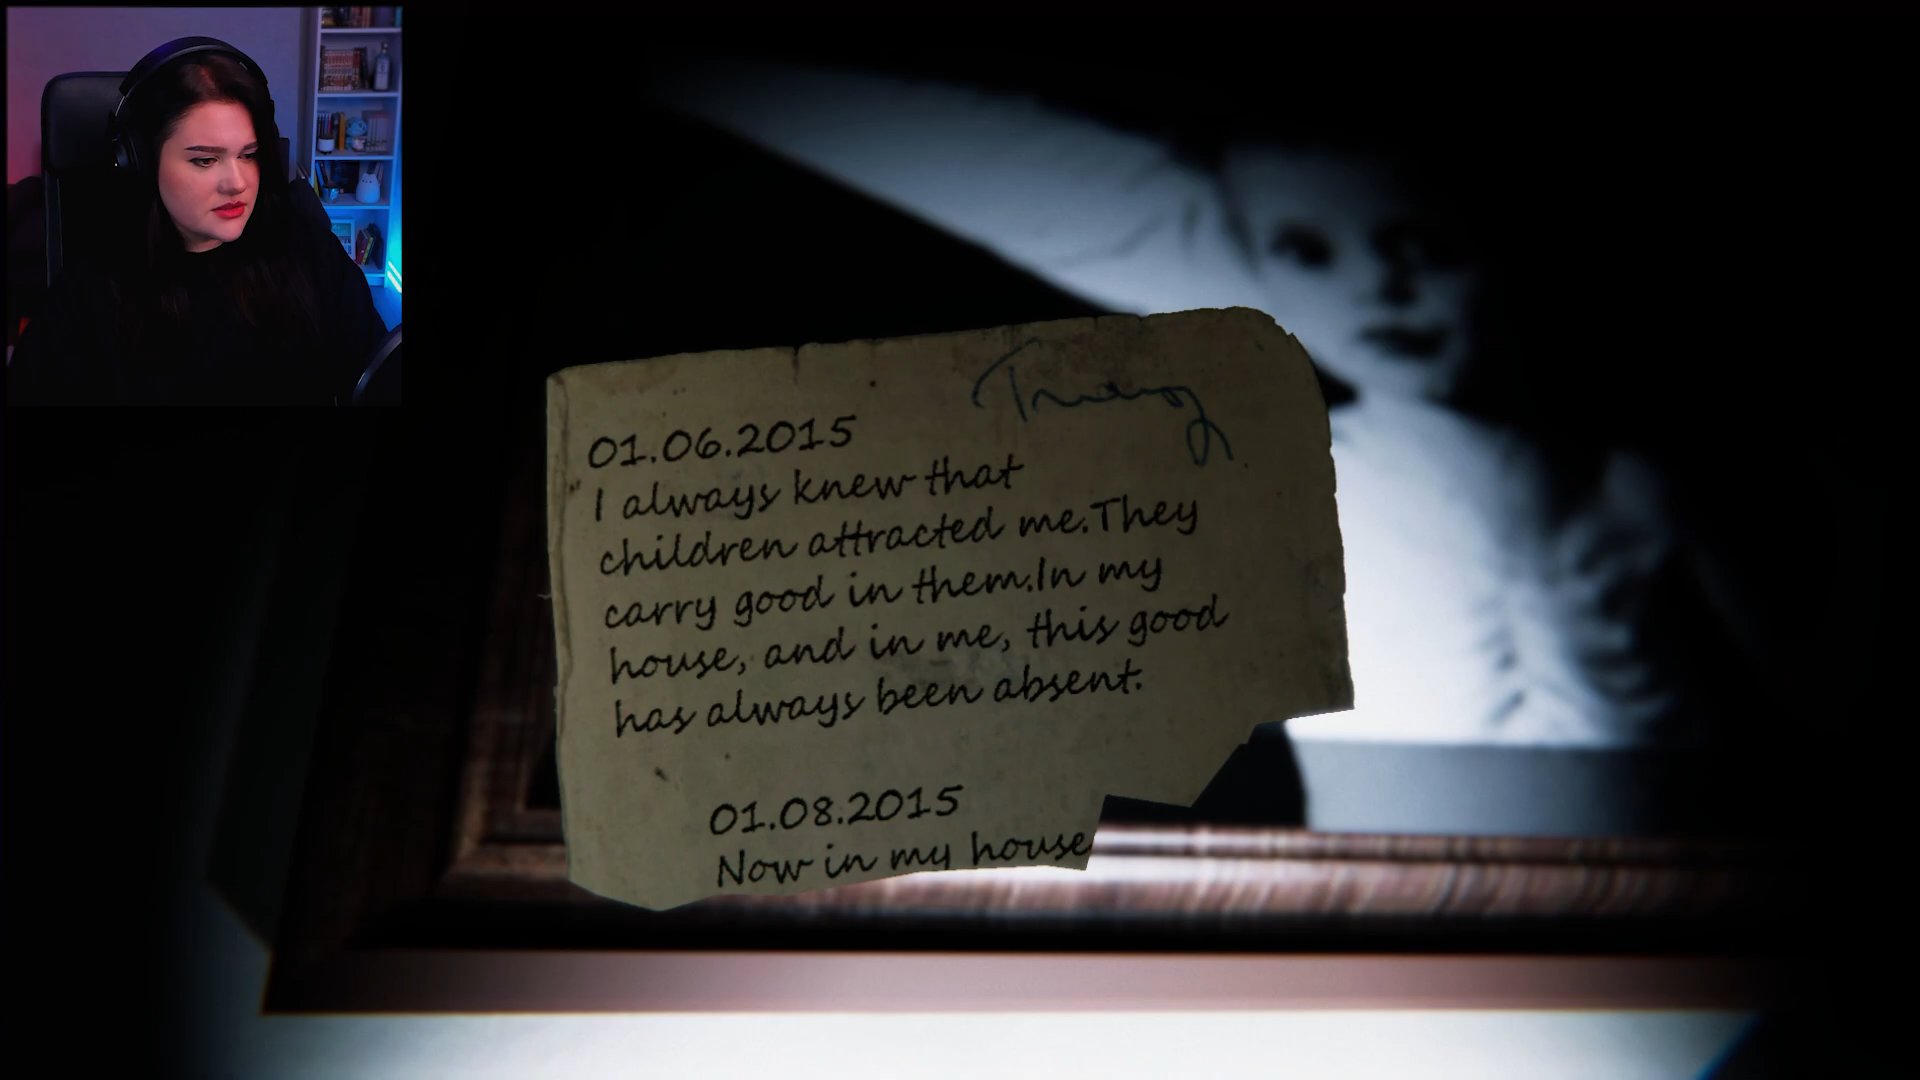 01.06.2015
I always knew that
children attracted me.They
carry good in them.In my
house, and in me, this good
has always been absent.
01.08.2015
Now in my house